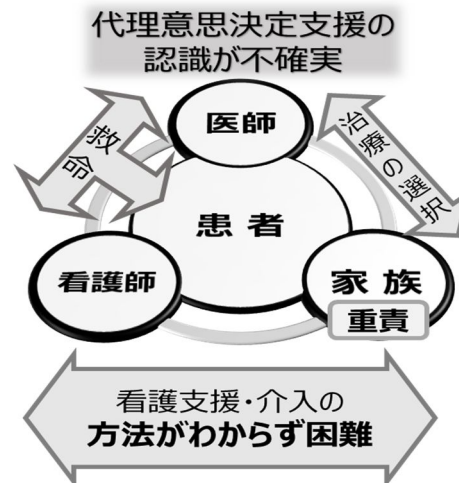 代理意思決定支援の
認識が不確実
医師
救命
治療の選択
患者
看護師
家族
重責
看護支援・介入の
方法がわからず困難